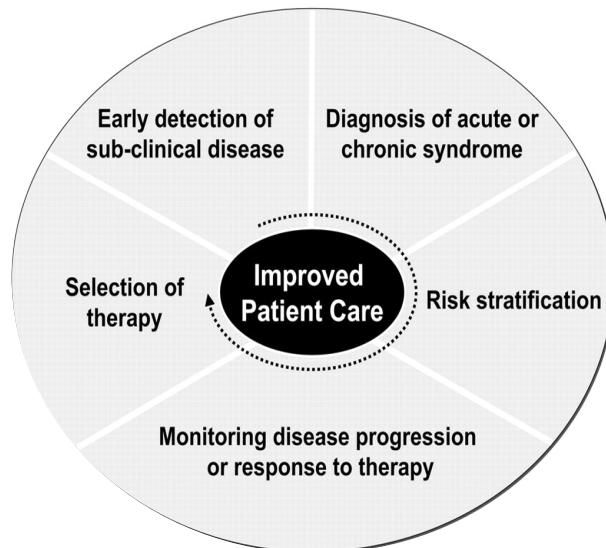 Early detection of
sub-clinical disease
Diagnosis of acute or
chronic syndrome
Selection of
therapy
Improved
Patient Care
Risk stratification
Monitoring disease progression
or response to therapy